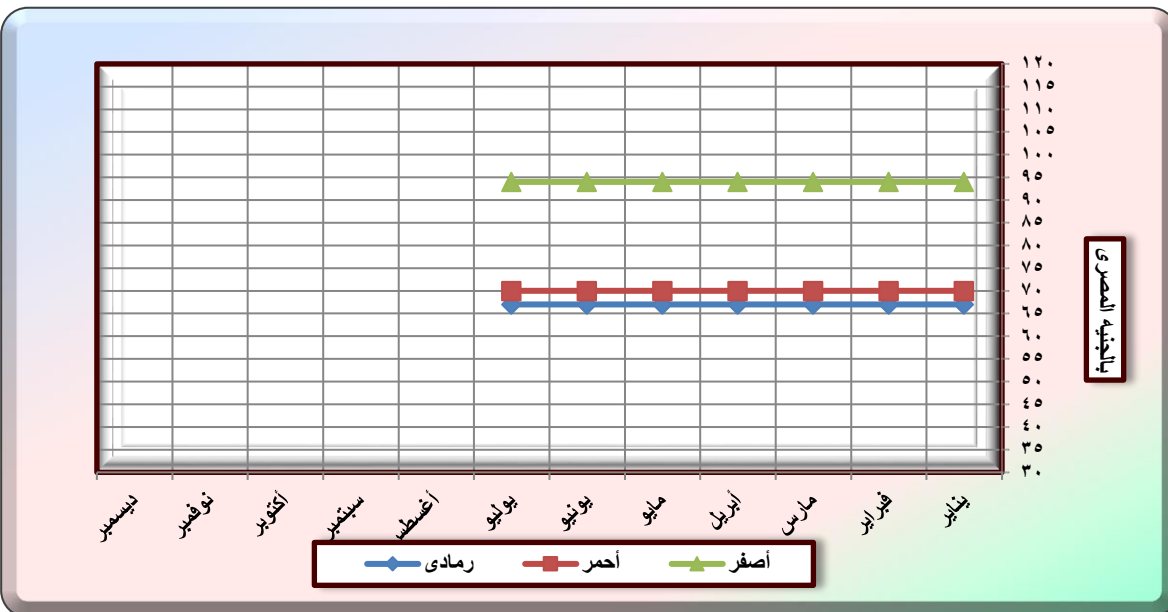 ١٢٠
١١٥
١١٠
١٠٥
١٠٠
٩٥
٩٠
٨٥
٨٠
٧٥
٧٠
٦٥
٦٠
٥٥
٥٠
٤٥
٤٠
٣٥
٣٠
بالجنيه المصرى
يناير
فبراير
مارس
أبريل
مايو
يونيو
يوليو
أغسطس
سبتمبر
أكتوبر
نوفمبر
ديسمبر
أصفر
أحمر
رمادى